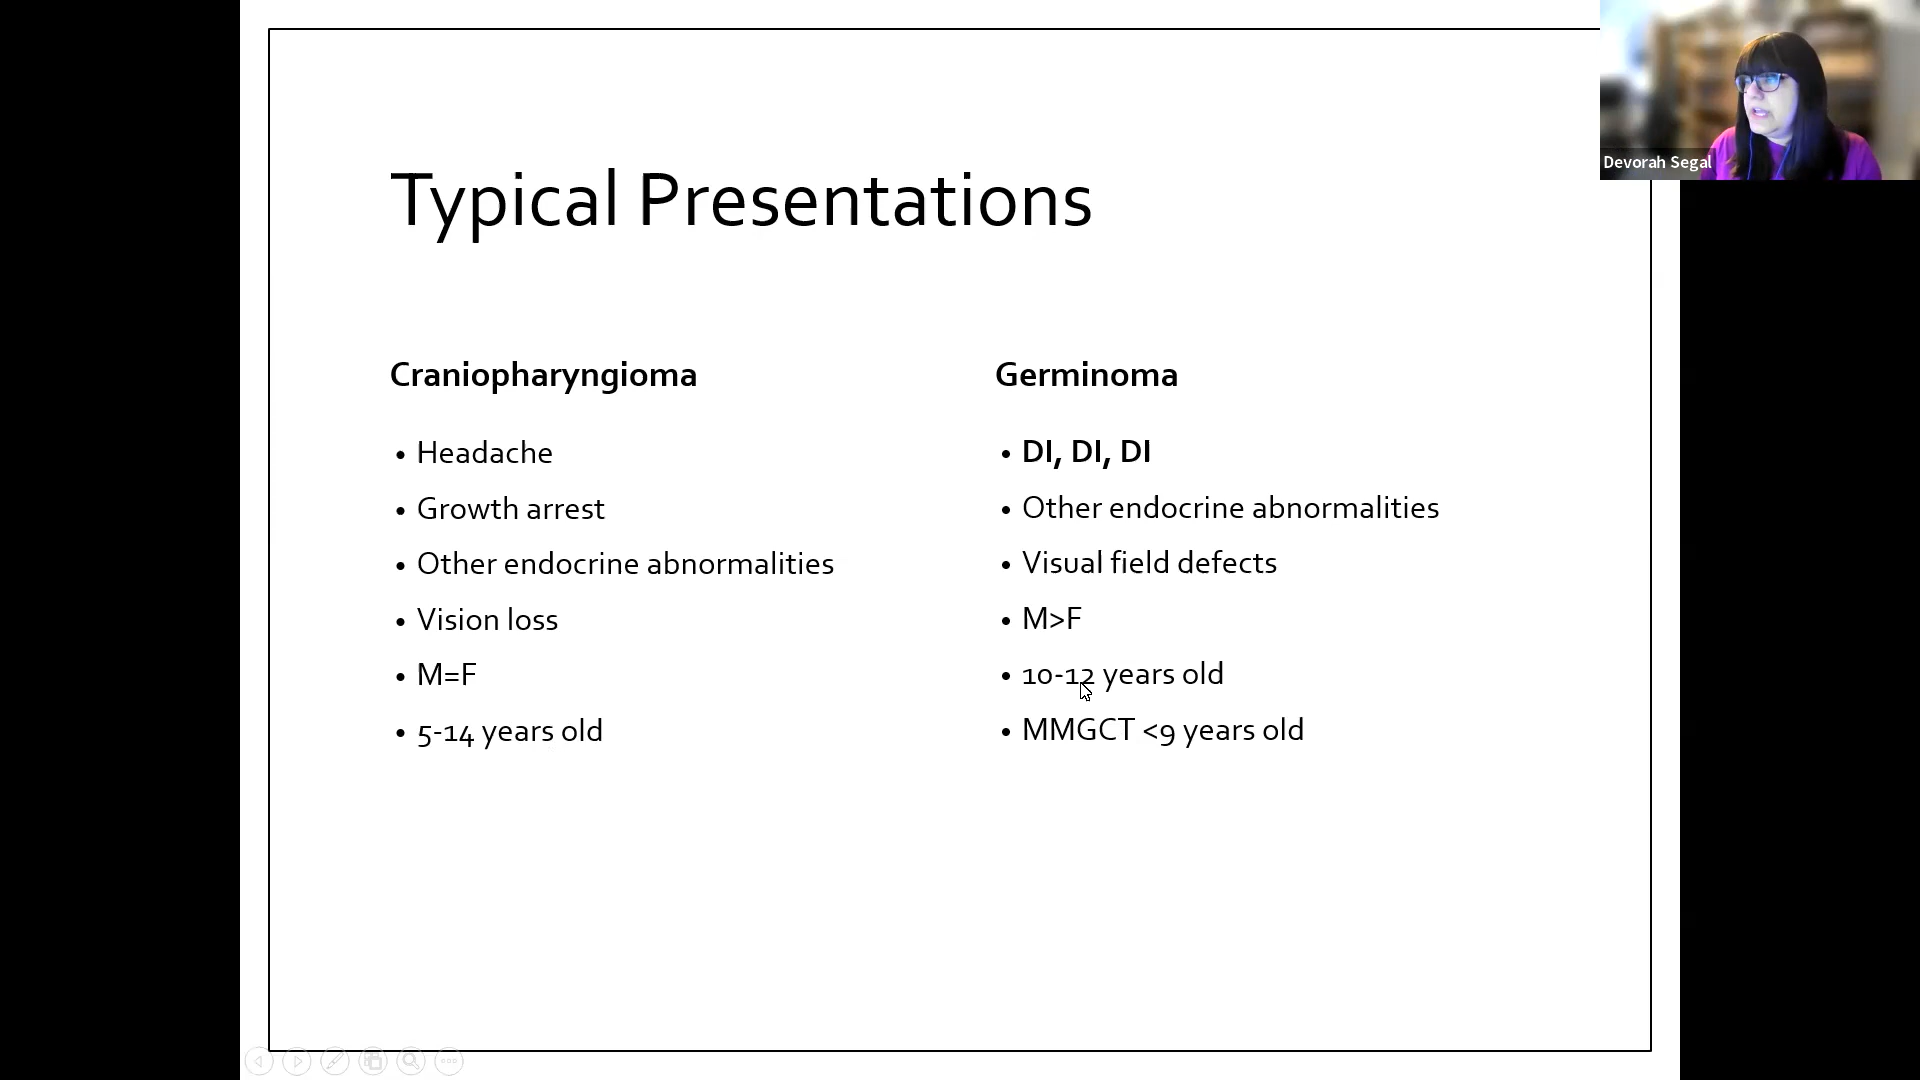 Devorah Segal
Typical Presentations
Craniopharyngioma
• Headache
• Growth arrest
• Other endocrine abnormalities
• Vision loss
• M=F
• 5-14 years old
Germinoma
• DI, DI, DI
• Other endocrine abnormalities
• Visual field defects
• M>F
• 10-12 years old
• MMGCT <9 years old